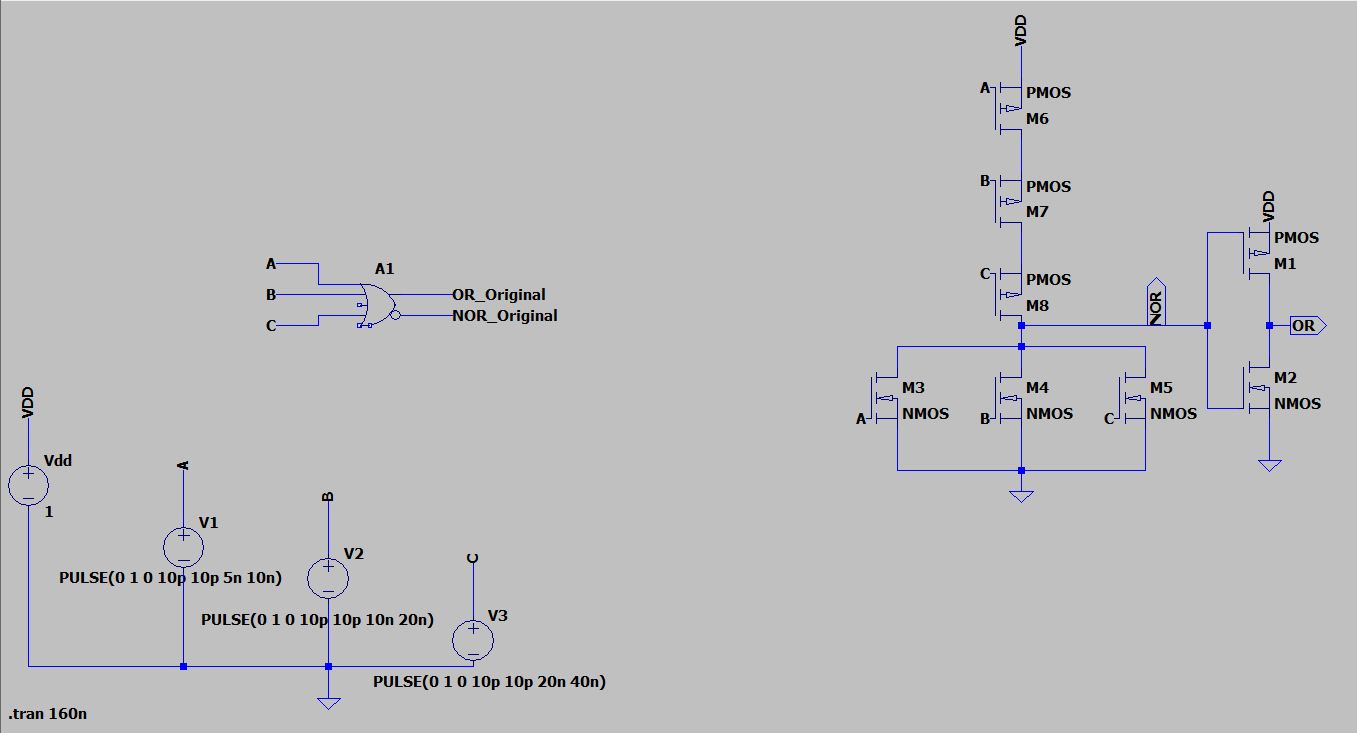 VDD
A
PMOS
M6
B
PMOS
M7
C
PMOS
M8
NOR
VDD
PMOS
M1
OR
M2
NMOS
M3
A
NMOS
M4
B
NMOS
M5
C
NMOS
A
B
C
A1
OR_Original
NOR_Original
VDD
Vdd
1
A
V1
PULSE(0 1 0 10p 10p 5n 10n)
B
V2
PULSE(0 1 0 10p 10p 10n 20n)
C
V3
PULSE(0 1 0 10p 10p 20n 40n)
.tran 160n